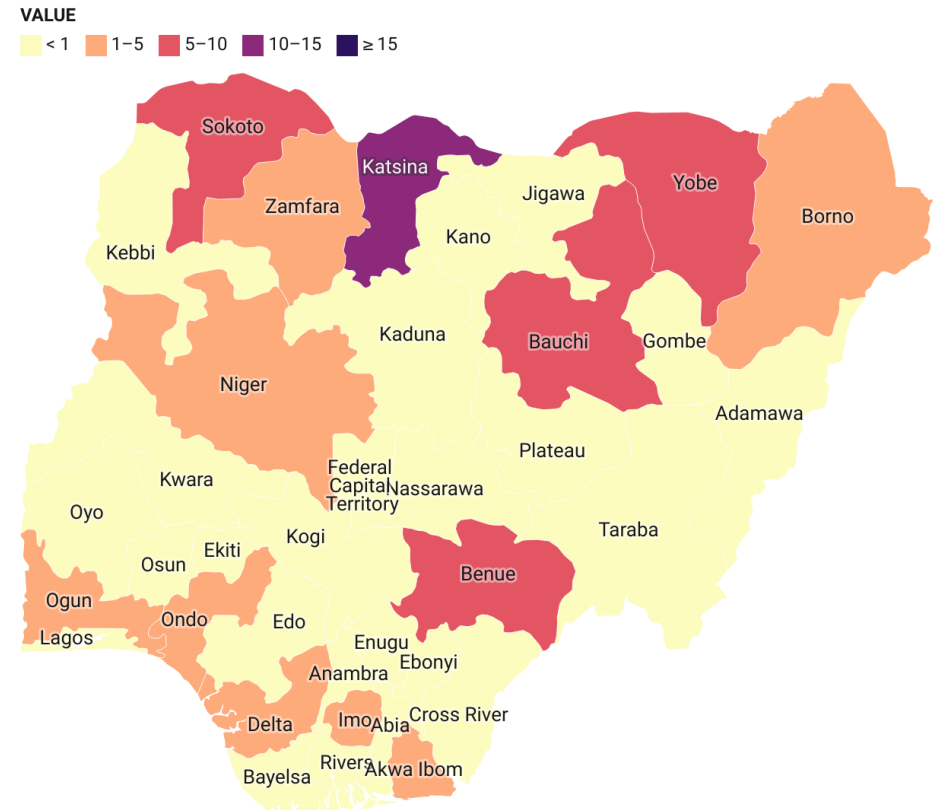 VALUE
< 1 1–5 5–10 10–15 ≥ 15
Sokoto
Katsina
Yobe
Jigawa
Zamfara
Borno
Kano
Kebbi
Kaduna
Bauchi
Gombe
Niger
Adamawa
Plateau
Federal
Capital
Territory
Nassarawa
Kwara
Oyo
Taraba
Kogi
Ekiti
Osun
Benue
Ogun
Ondo
Edo
Lagos
Enugu
Ebonyi
Anambra
Cross River
Imo
Abia
Delta
Rivers
Akwa Ibom
Bayelsa